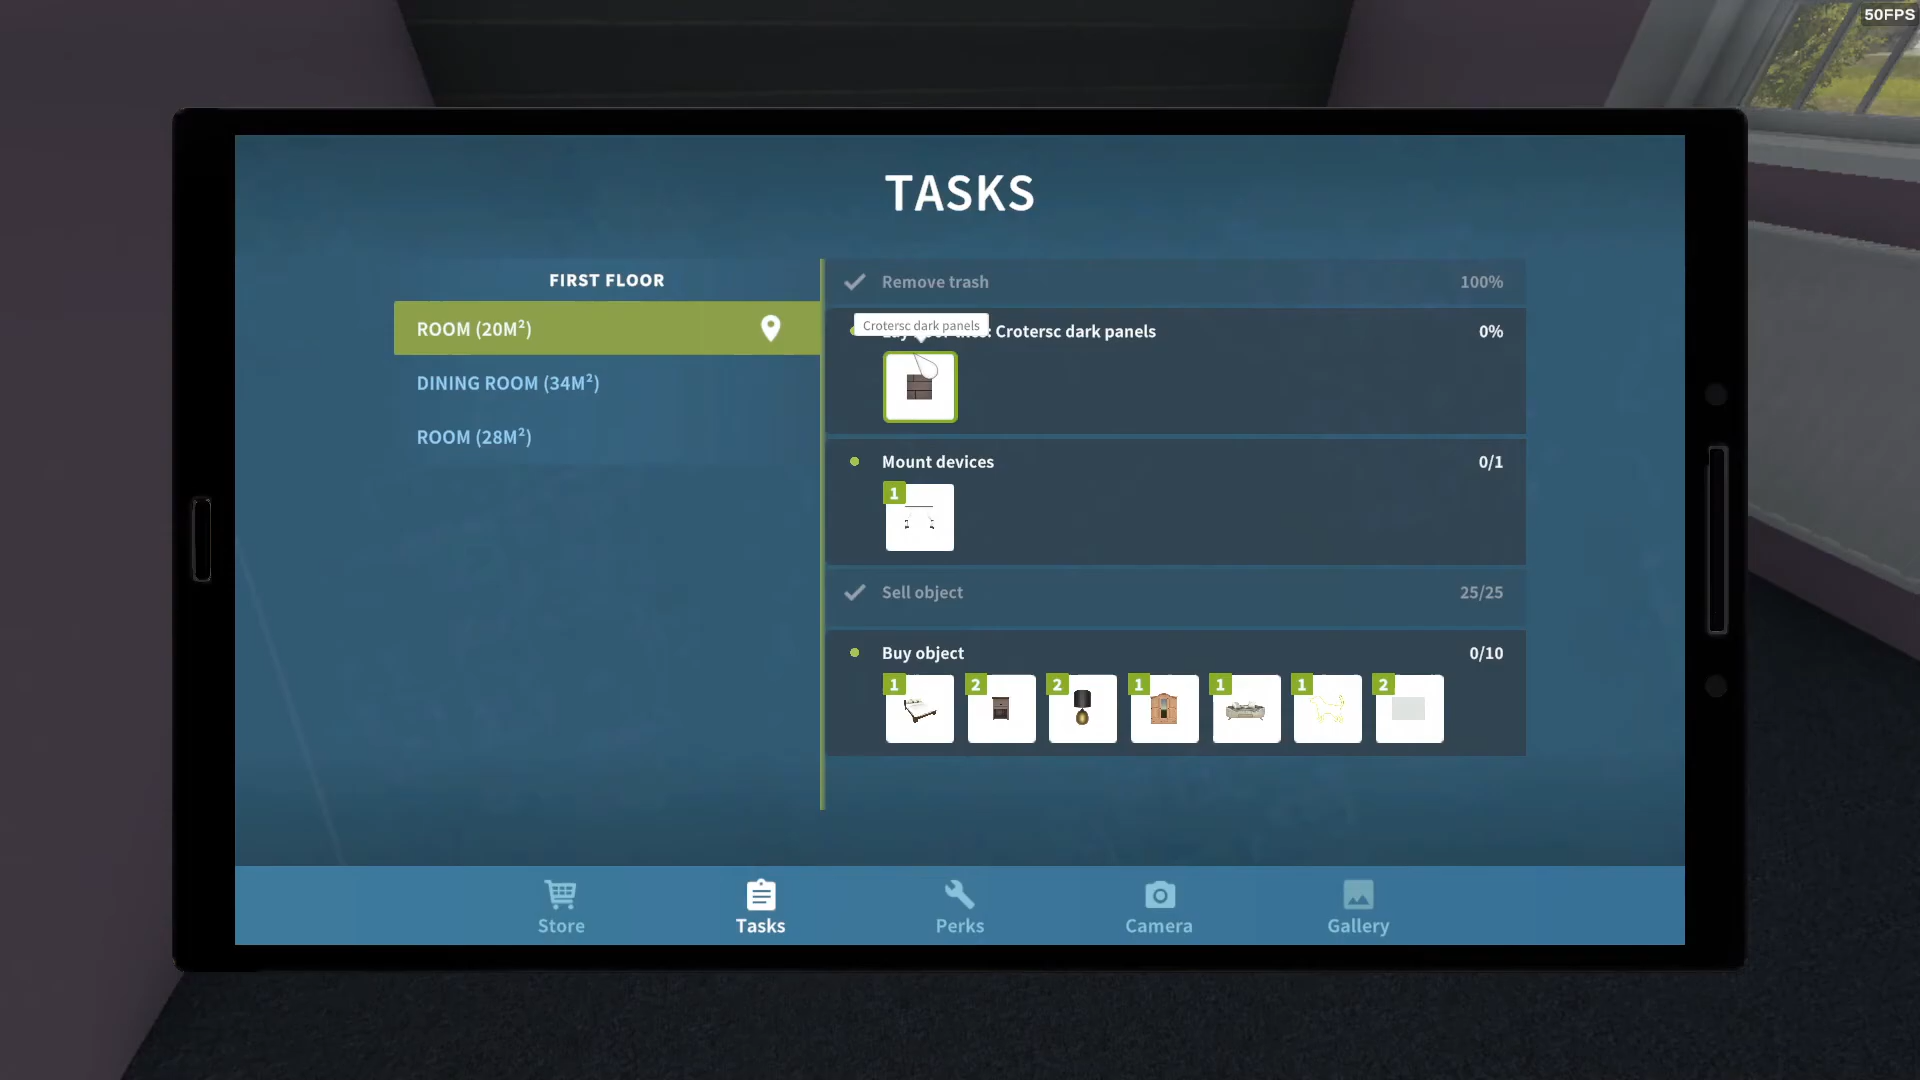 50FPS
TASKS
FIRST FLOOR
ROOM (20M²)
DINING ROOM (34M²)
ROOM (28M²)
Remove trash 100%
Crotersc dark panels
: Crotersc dark panels 0%
Mount devices 0/1
1
Sell object 25/25
Buy object 0/10
1 2 2 1 1 1 2
Store Tasks Perks Camera Gallery